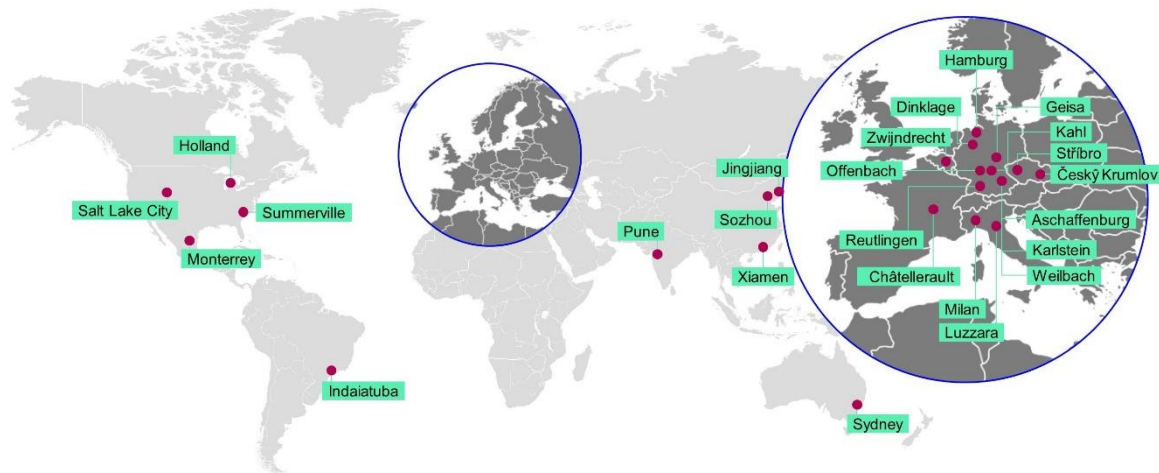 Hamburg
Dinklage
Geisa
Zwijndrecht
Kahl
Holland
Stříbro
Jingjiang
Offenbach
Český Krumlov
Salt Lake City
Summerville
Sozhou
Aschaffenburg
Pune
Reutlingen
Karlstein
Monterrey
Xiamen
Châtellerault
Weilbach
Milan
Luzzara
Indaiatuba
Sydney